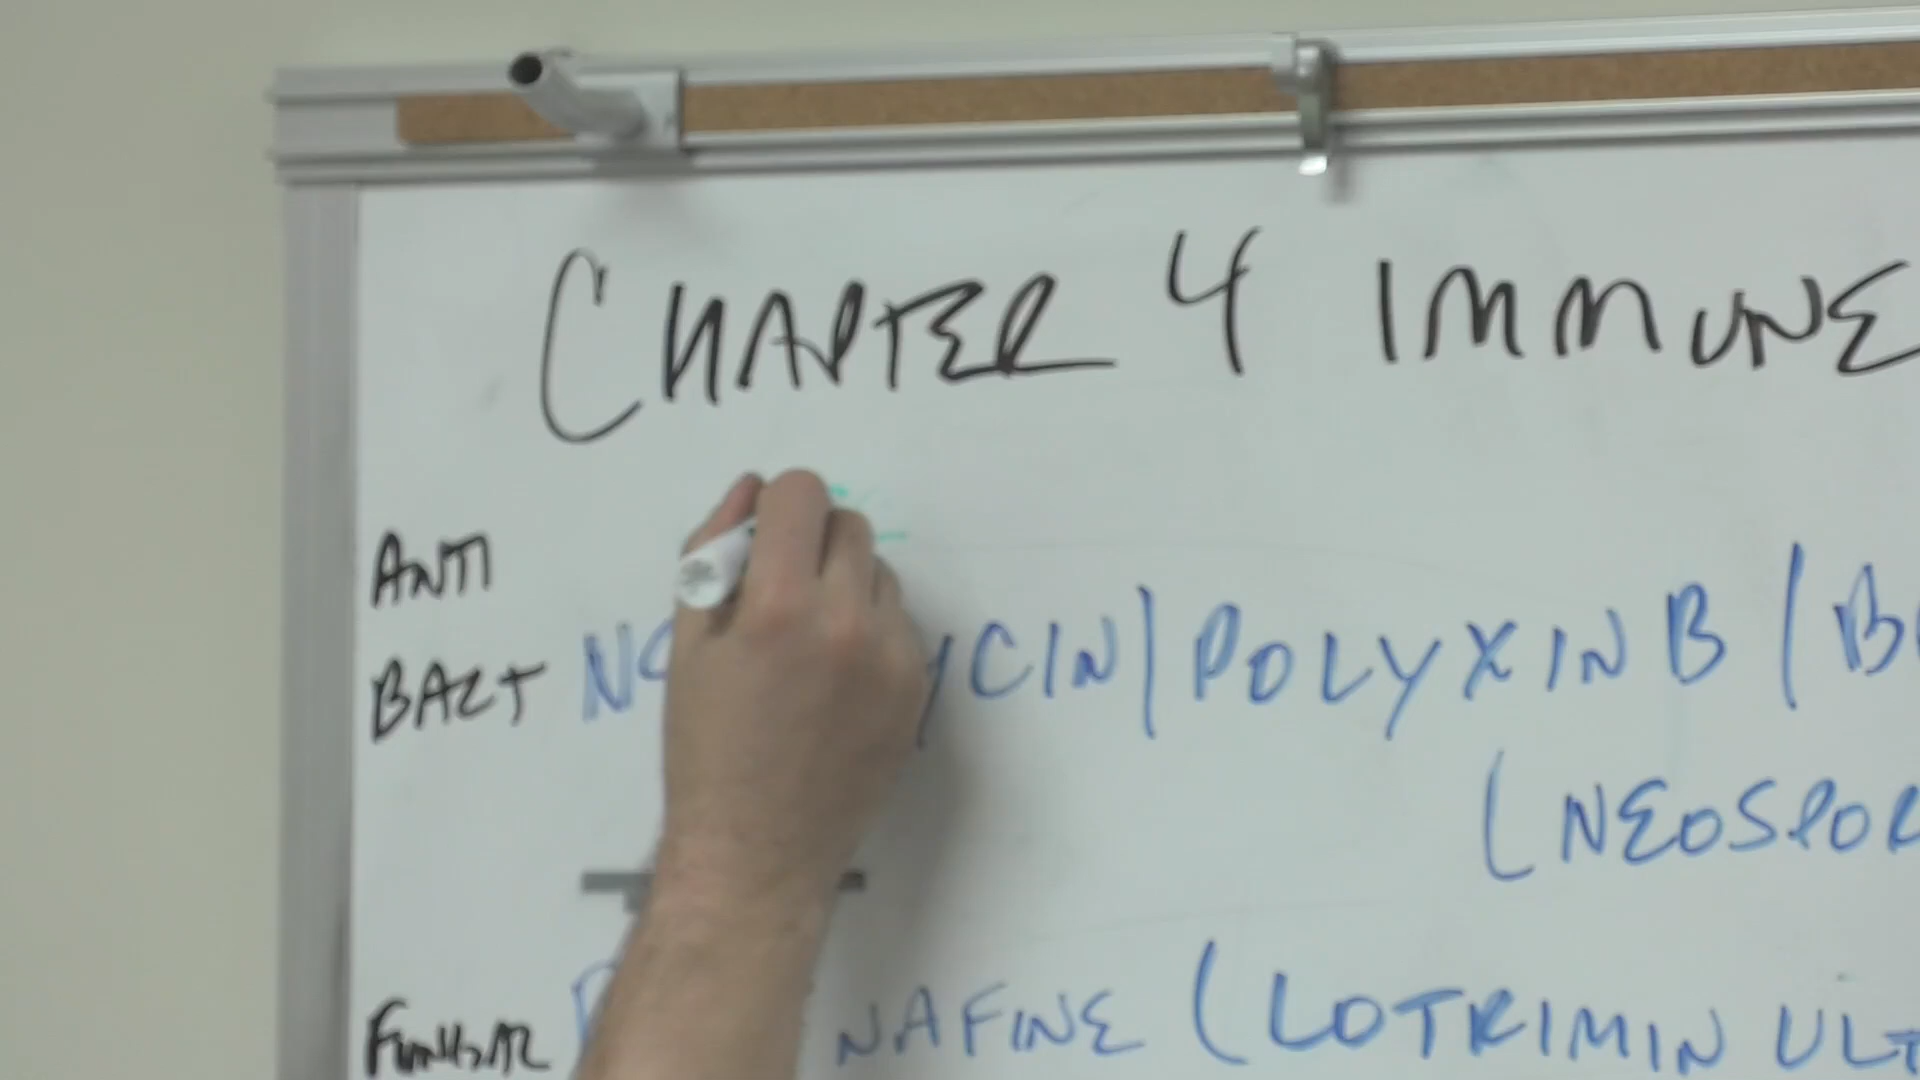 CHAPTER 4 IMMUNE
ANTI
BACT YCIN/POLYXIN B/B
(NEOSPOR
FUNGAL NAFINE (LOTRIMIN ULT